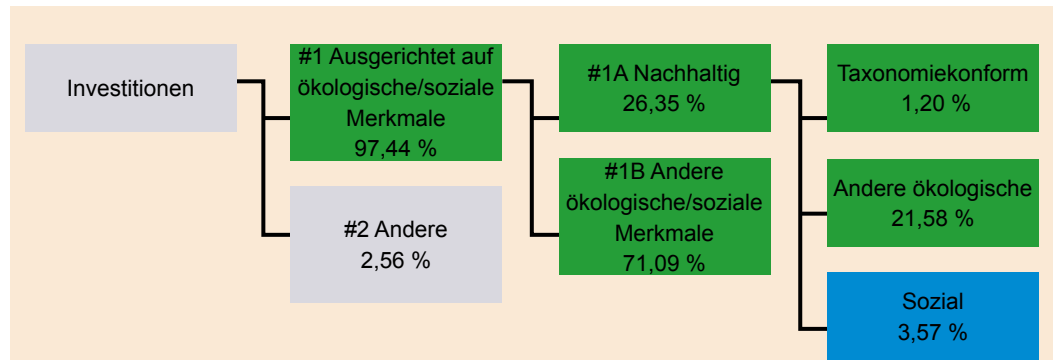 Investitionen
#1 Ausgerichtet auf
ökologische/soziale
Merkmale
97,44 %
#2 Andere
2,56 %
#1A Nachhaltig
26,35 %
#1B Andere
ökologische/soziale
Merkmale
71,09 %
Taxonomiekonform
1,20 %
Andere ökologische
21,58 %
Sozial
3,57 %